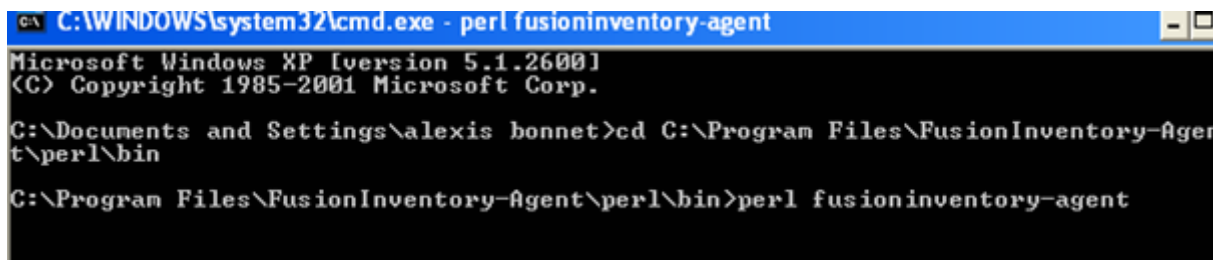 C:\WINDOWS\system32\cmd.exe - perl fusioninventory-agent
Microsoft Windows XP [version 5.1.2600]
(C) Copyright 1985-2001 Microsoft Corp.
C:\Documents and Settings\alexis bonnet>cd C:\Program Files\FusionInventory-Agen
t\perl\bin
C:\Program Files\FusionInventory-Agent\perl\bin>perl fusioninventory-agent